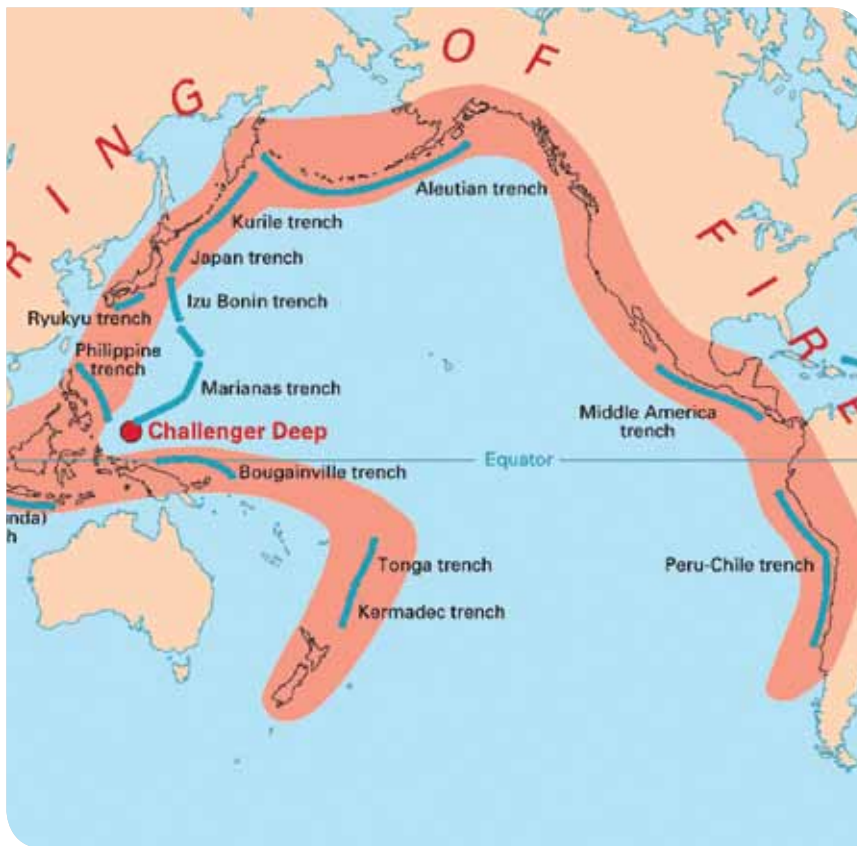 RING OF FIRE
Aleutian trench
Kurile trench
Japan trench
Izu Bonin trench
Ryukyu trench
Philippine
trench
Marianas trench
Challenger Deep
Middle America
trench
Equator
Bougainville trench
nda)
h
Tonga trench
Peru-Chile trench
Kermadec trench